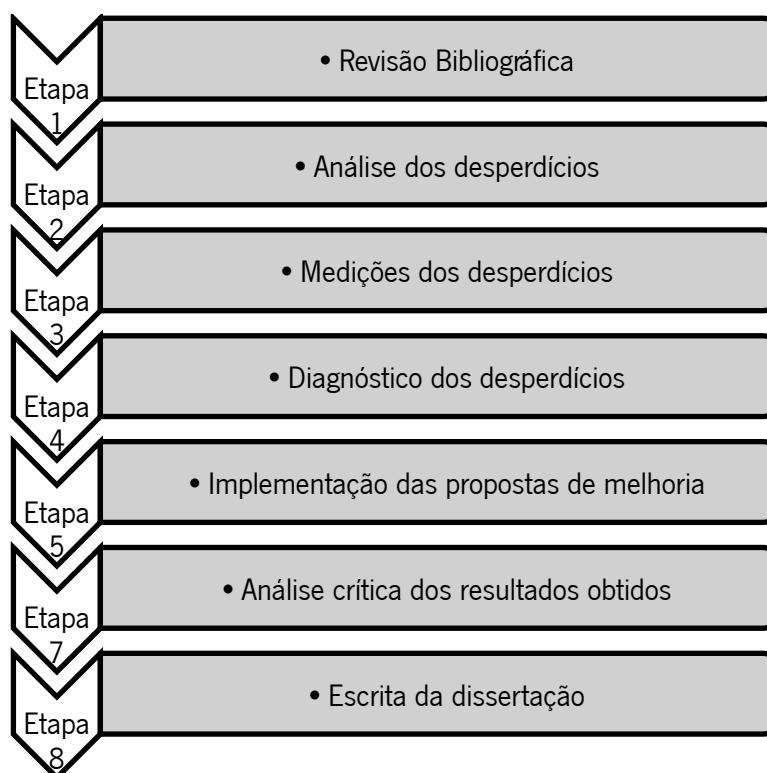 Etapa
1
• Revisão Bibliográfica
Etapa
2
• Análise dos desperdícios
Etapa
3
• Medições dos desperdícios
Etapa
4
• Diagnóstico dos desperdícios
Etapa
5
• Implementação das propostas de melhoria
Etapa
7
• Análise crítica dos resultados obtidos
Etapa
8
• Escrita da dissertação